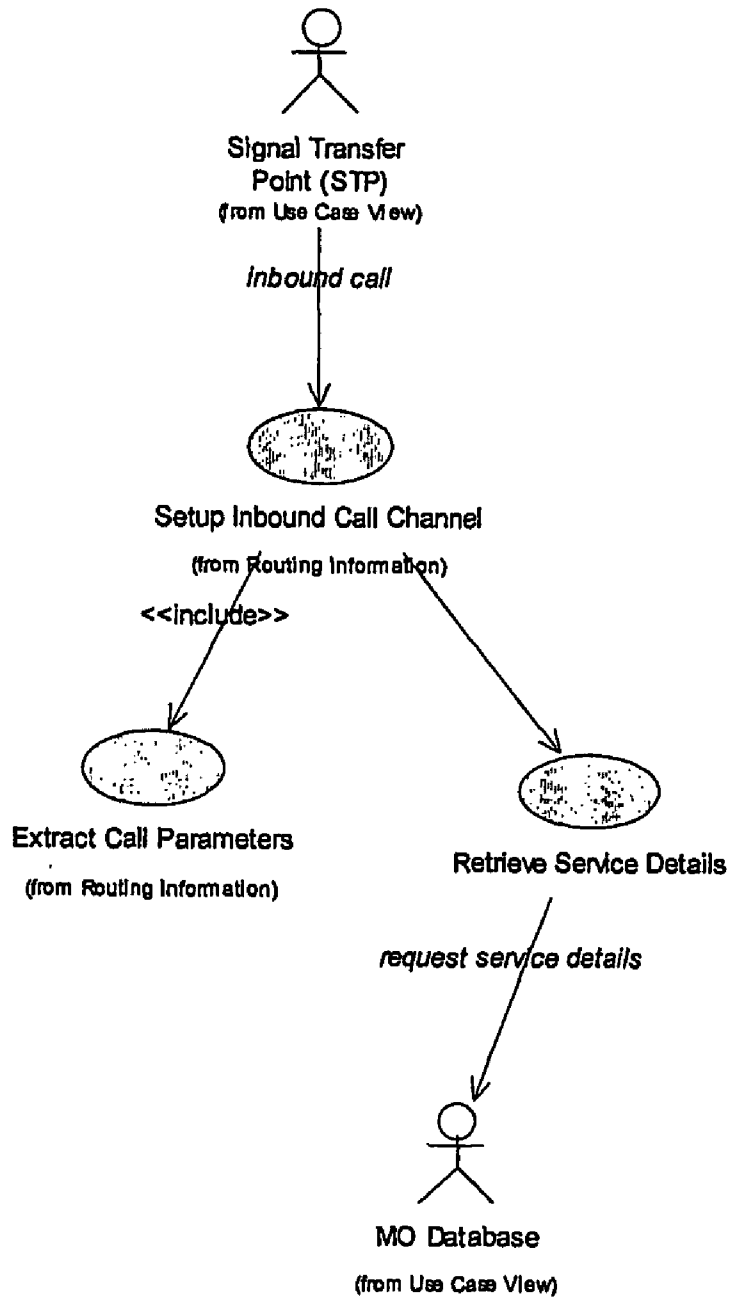 Signal Transfer
Point (STP)
(from Use Case View)
inbound call
Setup Inbound Call Channel
(from Routing Information)
<<include>>
Extract Call Parameters
(from Routing Information)
Retrieve Service Details
request service details
MO Database
(from Use Case View)